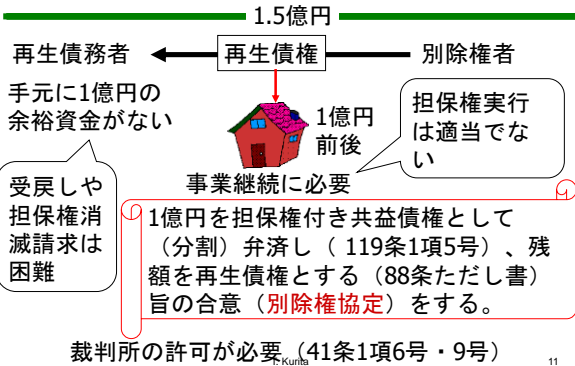 1.5億円
再生債務者
再生債権
別除権者
手元に1億円の
余裕資金がない
1億円
前後
担保権実行
は適当でな
い
受戻しや
担保権消
滅請求は
困難
事業継続に必要
1億円を担保権付き共益債権として
（分割）弁済し（ 119条1項5号）、残
額を再生債権とする（88条ただし書）
旨の合意（別除権協定）をする。
裁判所の許可が必要（41条1項6号・9号）
T. Kurita
11